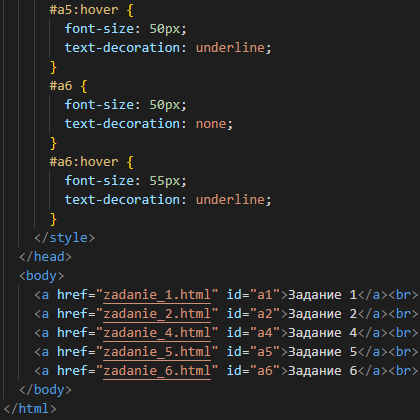 #a5:hover {
font-size: 50px;
text-decoration: underline;
}
#a6 {
font-size: 50px;
text-decoration: none;
}
#a6:hover {
font-size: 55px;
text-decoration: underline;
}
</style>
</head>
<body>
<a href="zadanie_1.html" id="a1">Задание 1</a><br>
<a href="zadanie_2.html" id="a2">Задание 2</a><br>
<a href="zadanie_4.html" id="a4">Задание 4</a><br>
<a href="zadanie_5.html" id="a5">Задание 5</a><br>
<a href="zadanie_6.html" id="a6">Задание 6</a><br>
</body>
</html>